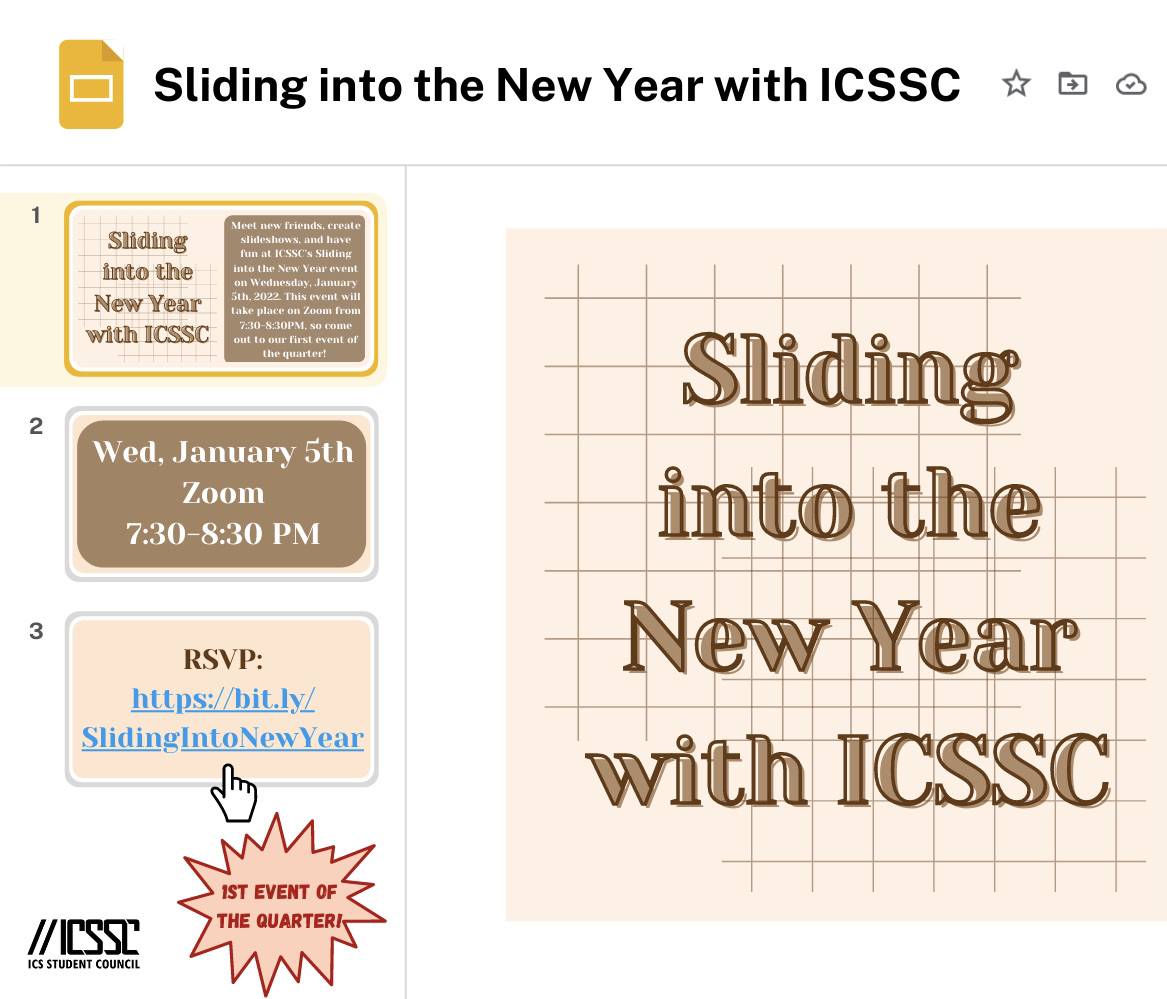 Sliding into the New Year with ICSSC
1
Sliding
into the
New Year
with ICSSC
Meet new friends, create
slideshows, and have
fun at ICSSC's Sliding
into the New Year event
on Wednesday, January
5th, 2022. This event will
take place on Zoom from
7:30-8:30PM, so come
out to our first event of
the quarter!
2
Wed, January 5th
Zoom
7:30-8:30 PM
3
RSVP:
https://bit.ly/
SlidingIntoNewYear
1ST EVENT OF
THE QUARTER!
//ICSSC
ICS STUDENT COUNCIL
Sliding
into the
New Year
with ICSSC